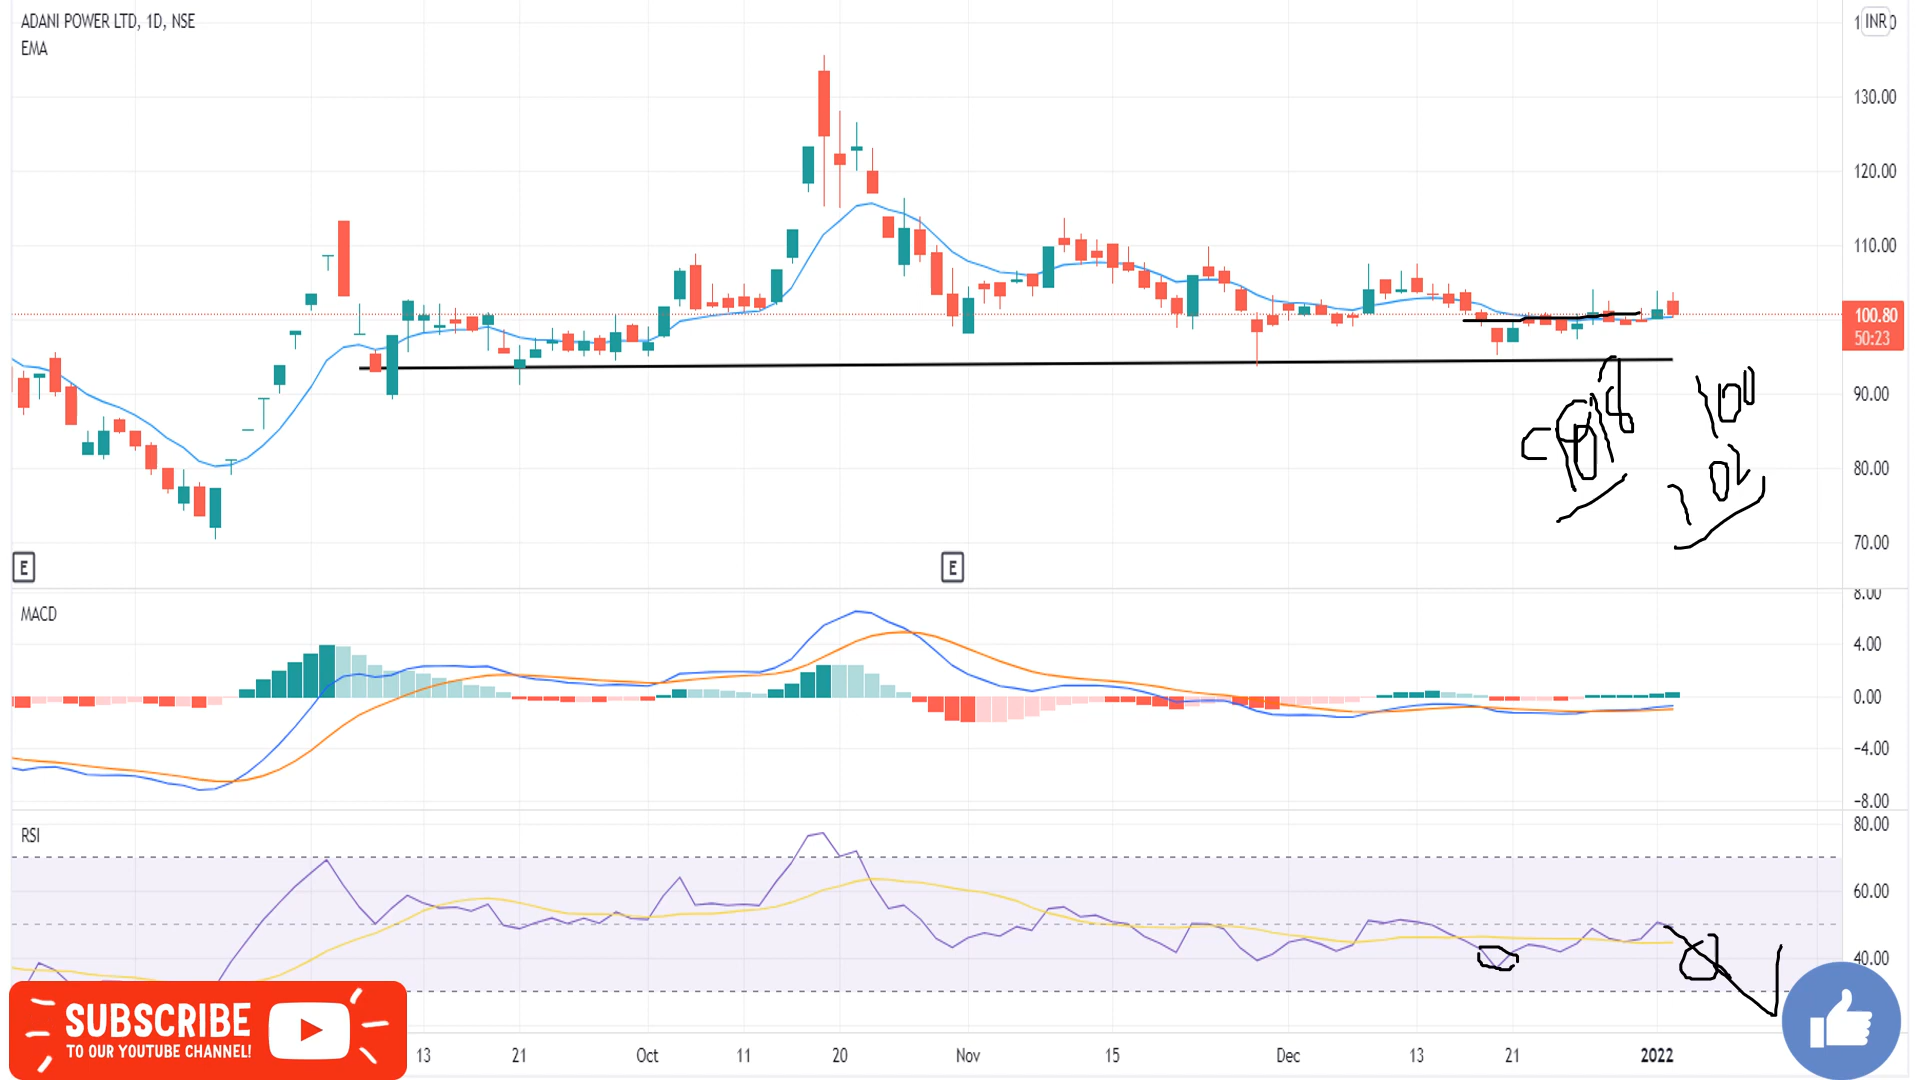 ADANI POWER LTD, 1D, NSE
INR
EMA
130.00
120.00
110.00
100.80
50:23
90.00
80.00
70.00
100
102
E E
MACD
8.00
4.00
0.00
−4.00
−8.00
RSI
80.00
60.00
40.00
SUBSCRIBE
TO OUR YOUTUBE CHANNEL!
13 21 Oct 11 20 Nov 15 Dec 13 21 2022